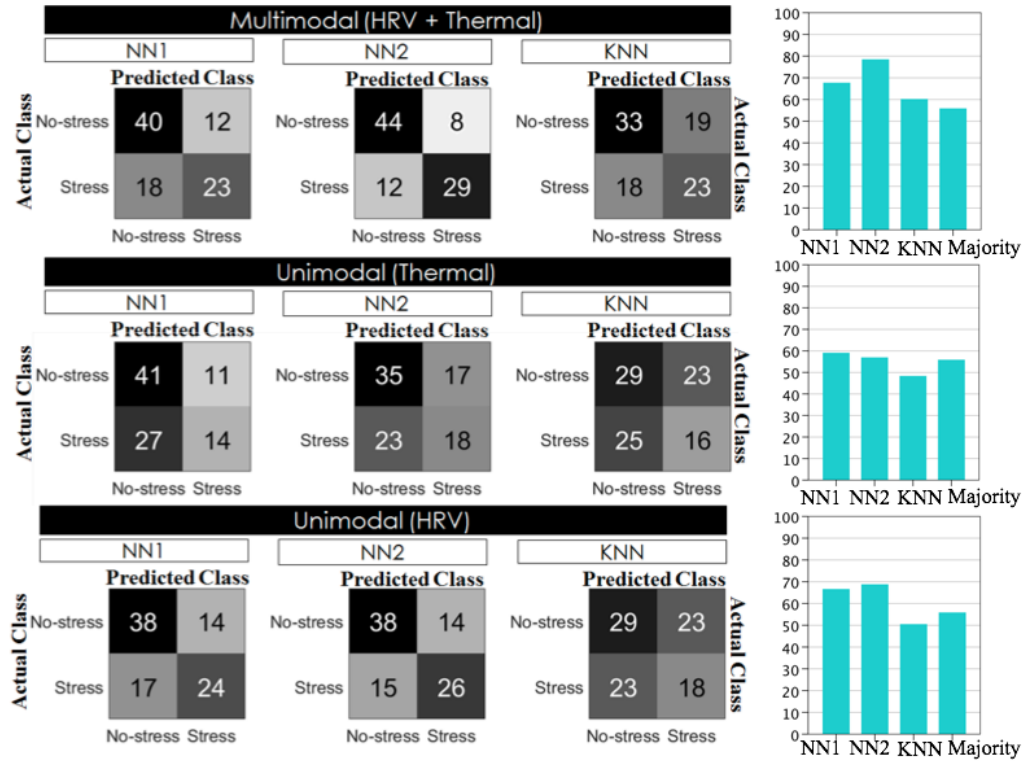 Multimodal (HRV + Thermal)
NN1 NN2 KNN
Predicted Class Predicted Class Predicted Class
Actual Class
No-stress 40 12 No-stress 44 8 No-stress 33 19
Stress 18 23 Stress 12 29 Stress 18 23
Actual Class
No-stress Stress No-stress Stress No-stress Stress
100
90
80
70
60
50
40
30
20
10
0
NN1 NN2 KNN Majority
Unimodal (Thermal)
NN1 NN2 KNN
Predicted Class Predicted Class Predicted Class
Actual Class
No-stress 41 11 No-stress 35 17 No-stress 29 23
Stress 27 14 Stress 23 18 Stress 25 16
Actual Class
No-stress Stress No-stress Stress No-stress Stress
100
90
80
70
60
50
40
30
20
10
0
NN1 NN2 KNN Majority
Unimodal (HRV)
NN1 NN2 KNN
Predicted Class Predicted Class Predicted Class
Actual Class
No-stress 38 14 No-stress 38 14 No-stress 29 23
Stress 17 24 Stress 15 26 Stress 23 18
Actual Class
No-stress Stress No-stress Stress No-stress Stress
100
90
80
70
60
50
40
30
20
10
0
NN1 NN2 KNN Majority